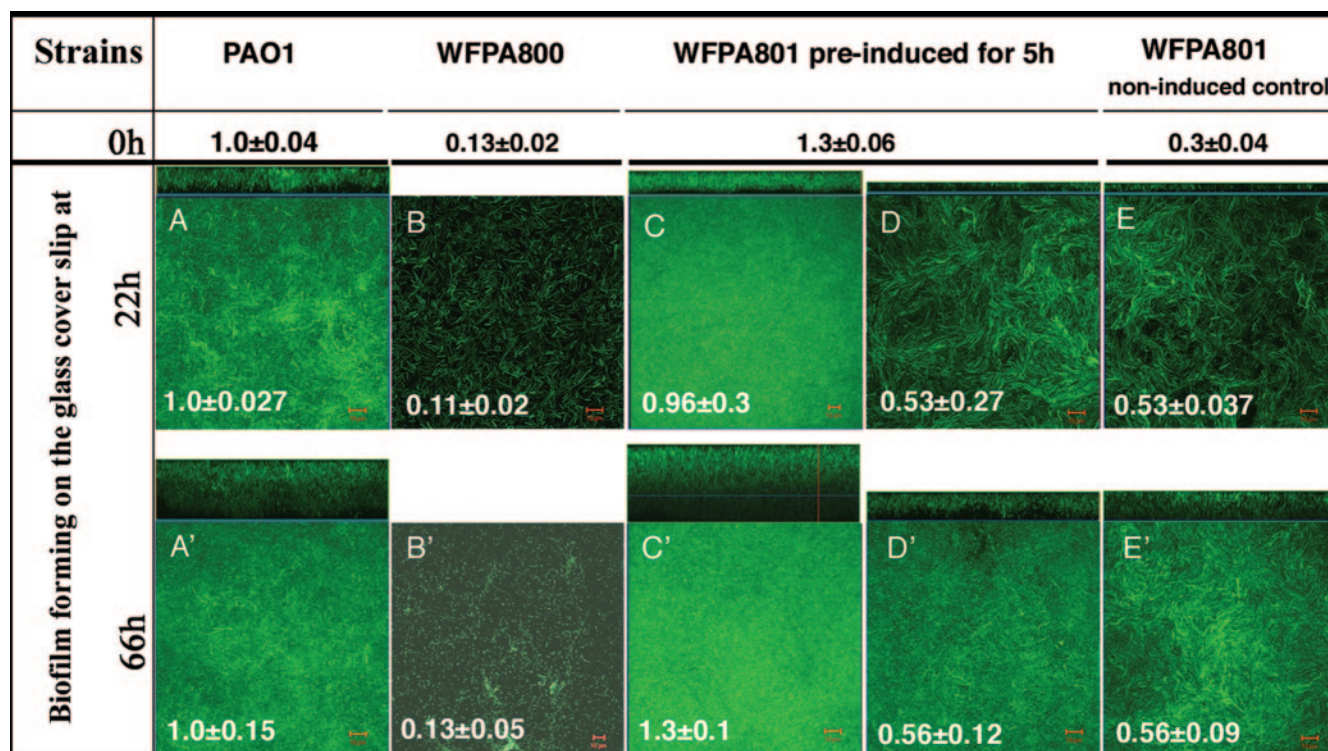 Strains PAO1 WFPA800 WFPA801 pre-induced for 5h WFPA801
non-induced control
0h 1.0±0.04 0.13±0.02 1.3±0.06 0.3±0.04
Biofilm forming on the glass cover slip at
22h
A B C D E
1.0±0.027 0.11±0.02 0.96±0.3 0.53±0.27 0.53±0.037
66h
A' B' C' D' E'
1.0±0.15 0.13±0.05 1.3±0.1 0.56±0.12 0.56±0.09